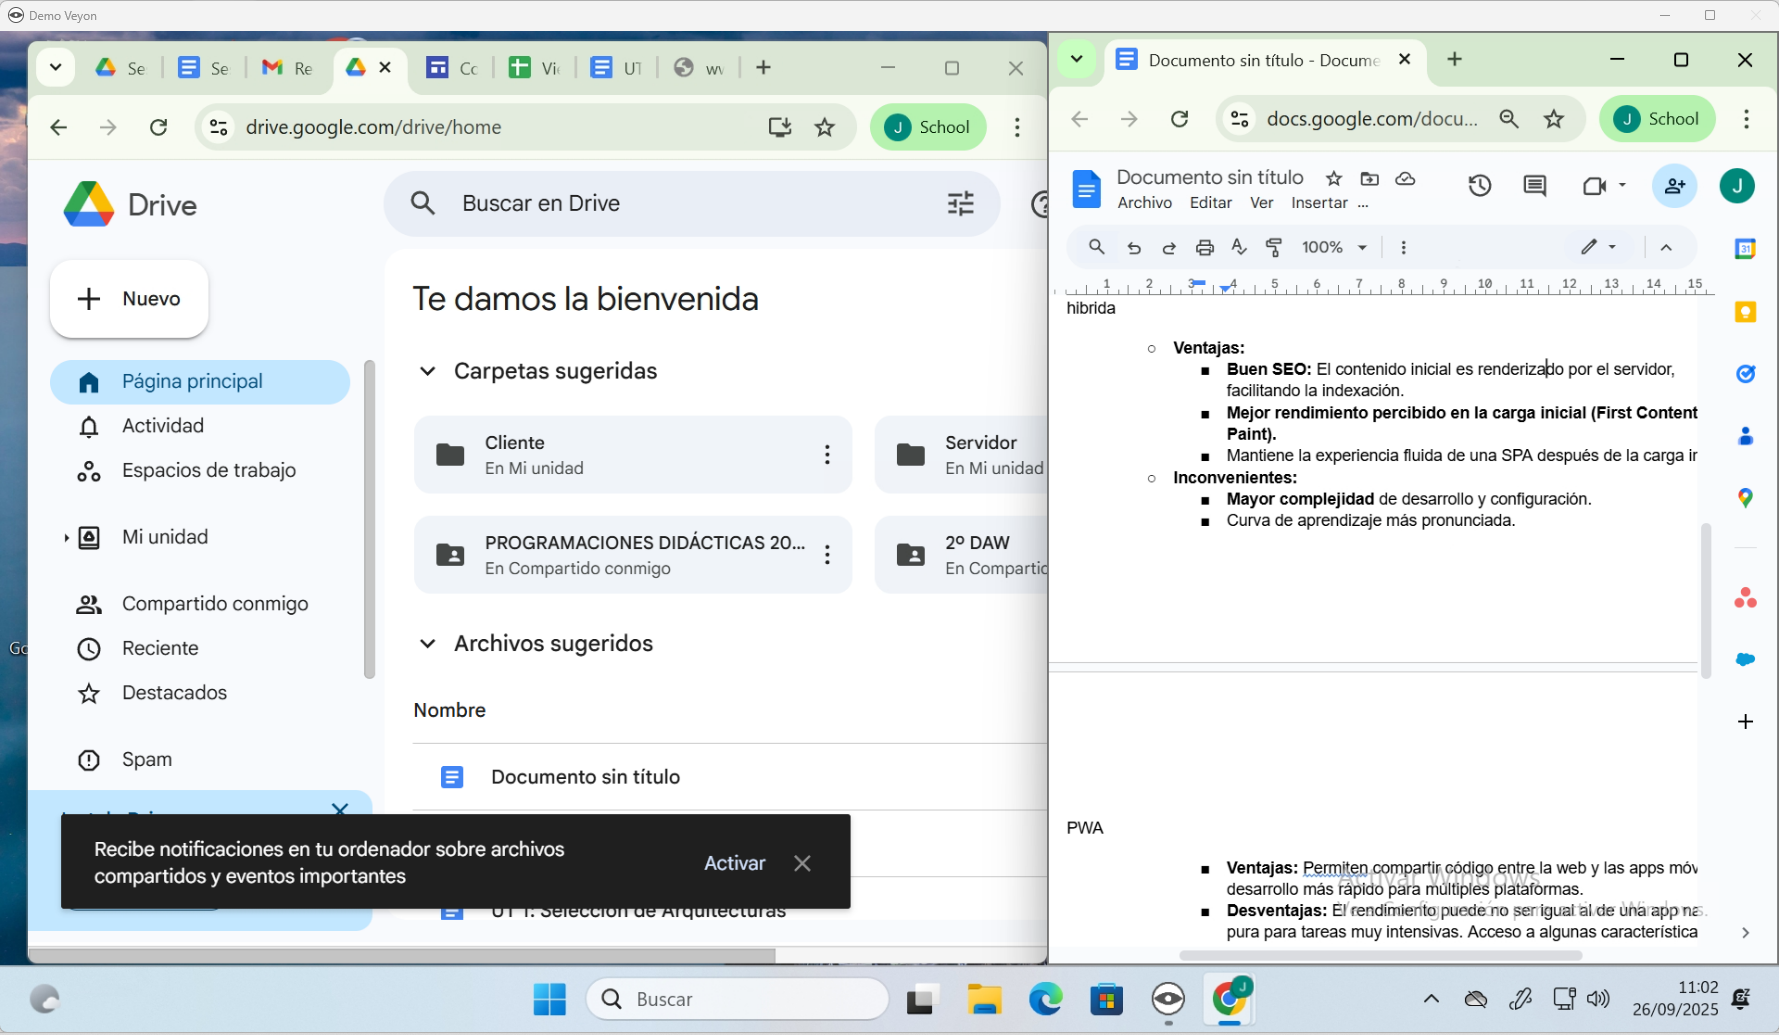 Demo Veyon
Se
Se
Re
Co
UT
drive.google.com/drive/home
J School
Drive
Buscar en Drive
Nuevo
Te damos la bienvenida
Página principal
Actividad
Espacios de trabajo
Mi unidad
Compartido conmigo
Reciente
Destacados
Spam
Carpetas sugeridas
Cliente
En Mi unidad
Servidor
En Mi unidad
PROGRAMACIONES DIDÁCTICAS 20...
En Compartido conmigo
2º DAW
En Compartic
Archivos sugeridos
Nombre
Documento sin título
UT 1: Selección de Arquitecturas
Recibe notificaciones en tu ordenador sobre archivos
compartidos y eventos importantes
Activar
Documento sin título - Docume
docs.google.com/docu...
J School
Documento sin título
J
Archivo Editar Ver Insertar ...
100%
31
1 2 3 4 5 6 7 8 9 10 11 12 13 14 15
hibrida
Ventajas:
Buen SEO: El contenido inicial es renderizado por el servidor,
facilitando la indexación.
Mejor rendimiento percibido en la carga inicial (First Content
Paint).
Mantiene la experiencia fluida de una SPA después de la carga ir
Inconvenientes:
Mayor complejidad de desarrollo y configuración.
Curva de aprendizaje más pronunciada.
PWA
Ventajas: Permiten compartir código entre la web y las apps móv
desarrollo más rápido para múltiples plataformas.
Desventajas: El rendimiento puede no ser igual al de una app na
pura para tareas muy intensivas. Acceso a algunas característica
Activar Windows
Ve a Configuración para activar Windows.
Gc
Buscar
J
11:02
26/09/2025